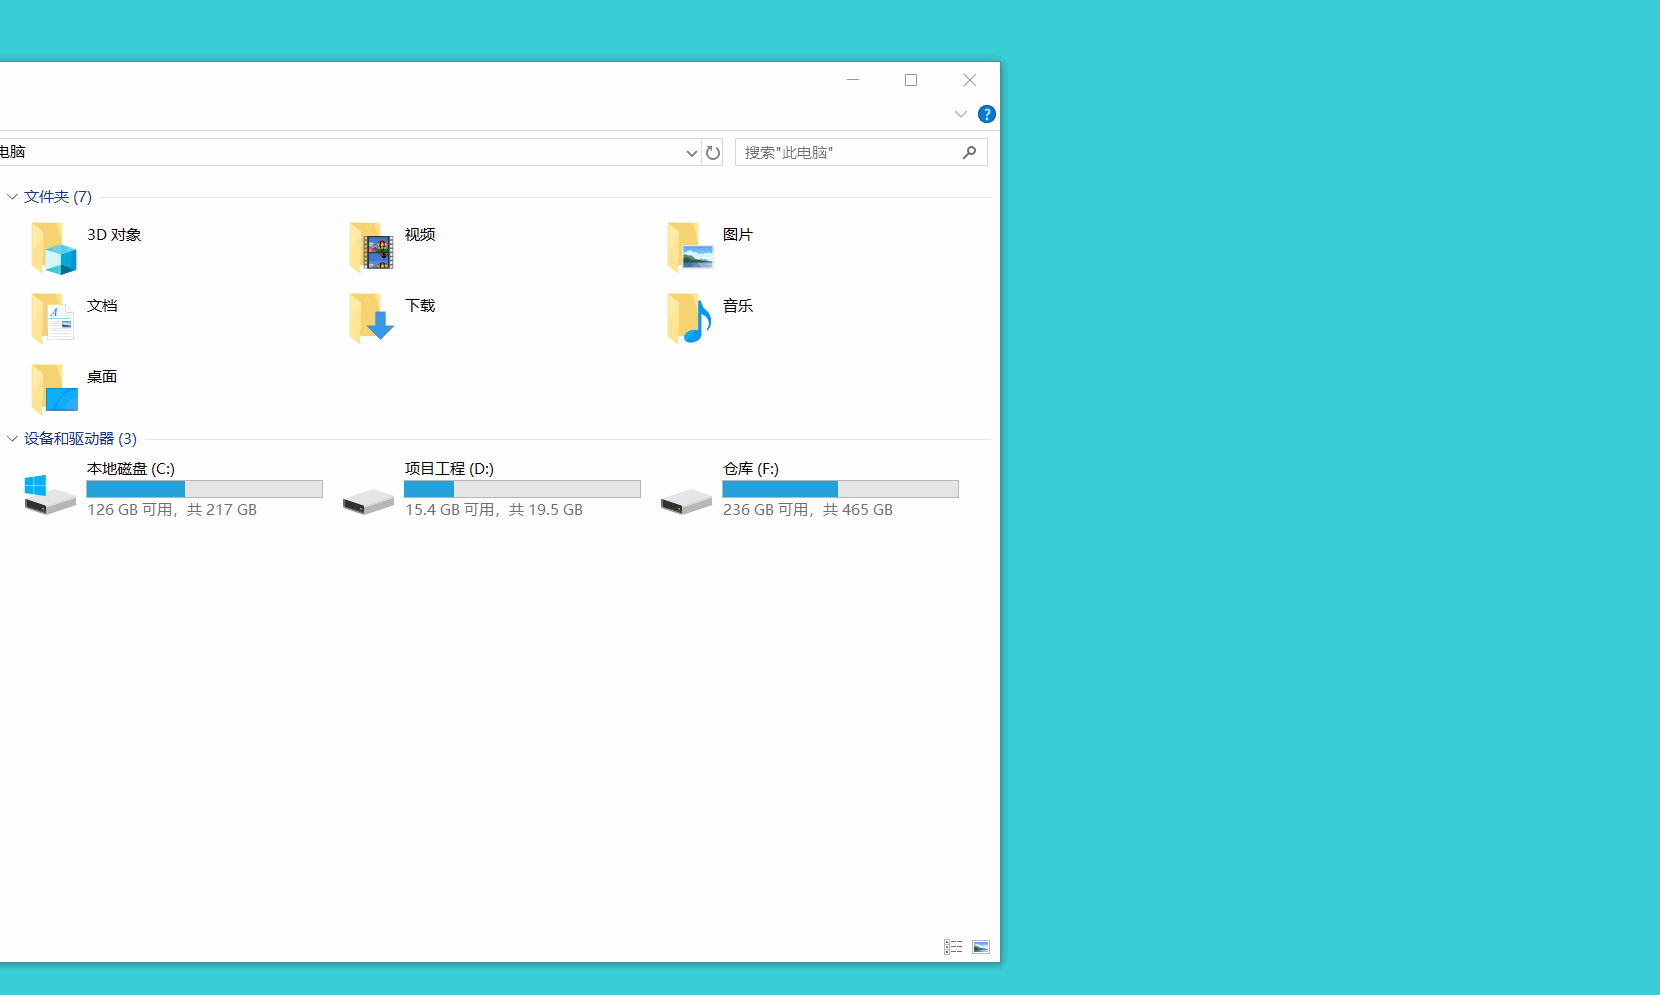 ?
电脑
搜索"此电脑"
文件夹 (7)
3D 对象
视频
图片
文档
下载
音乐
桌面
设备和驱动器 (3)
本地磁盘 (C:)
126 GB 可用，共 217 GB
项目工程 (D:)
15.4 GB 可用，共 19.5 GB
仓库 (F:)
236 GB 可用，共 465 GB